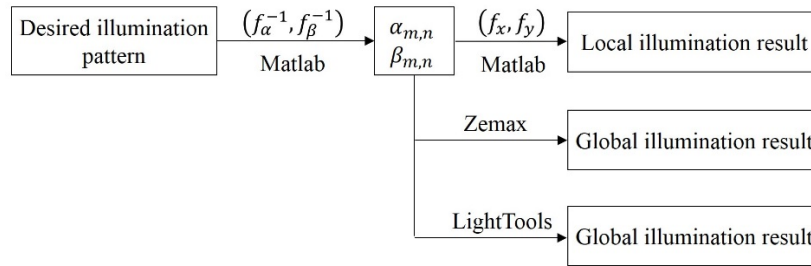 Desired illumination
pattern
(f_α^{-1}, f_β^{-1})
Matlab
α_{m,n}
β_{m,n}
(f_x, f_y)
Matlab
Local illumination result
Zemax
Global illumination result
LightTools
Global illumination result